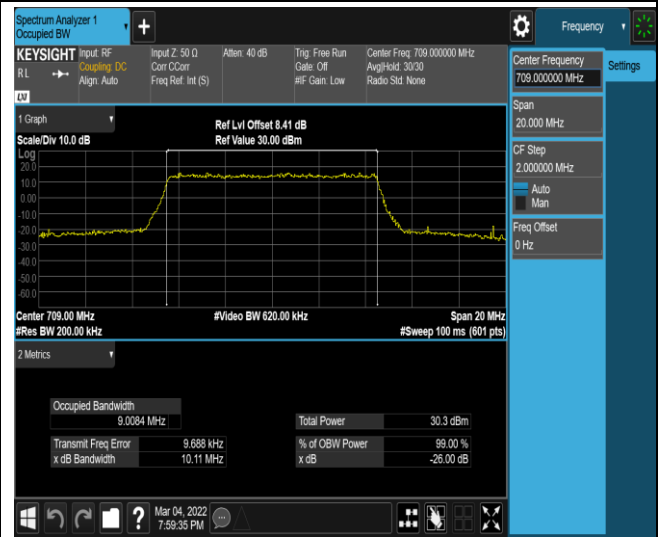 Spectrum Analyzer 1
Occupied BW
+
Frequency
KEYSIGHT
RL
LXI
Input: RF
Coupling: DC
Align: Auto
Input Z: 50 Ω
Corr CCorr
Freq Ref: Int (S)
Atten: 40 dB
Trig: Free Run
Gate: Off
#IF Gain: Low
Center Freq: 709.000000 MHz
Avg|Hold: 30/30
Radio Std: None
Center Frequency
709.000000 MHz
Settings
Span
20.000 MHz
CF Step
2.000000 MHz
Auto
Man
Freq Offset
0 Hz
1 Graph
Scale/Div 10.0 dB
Ref Lvl Offset 8.41 dB
Ref Value 30.00 dBm
Log
20.0
10.0
0.00
-10.0
-20.0
-30.0
-40.0
-50.0
-60.0
Center 709.00 MHz
#Video BW 620.00 kHz
Span 20 MHz
#Res BW 200.00 kHz
#Sweep 100 ms (601 pts)
2 Metrics
Occupied Bandwidth
9.0084 MHz
Total Power 30.3 dBm
Transmit Freq Error 9.688 kHz
% of OBW Power 99.00 %
x dB Bandwidth 10.11 MHz
x dB -26.00 dB
?
Mar 04, 2022
7:59:35 PM